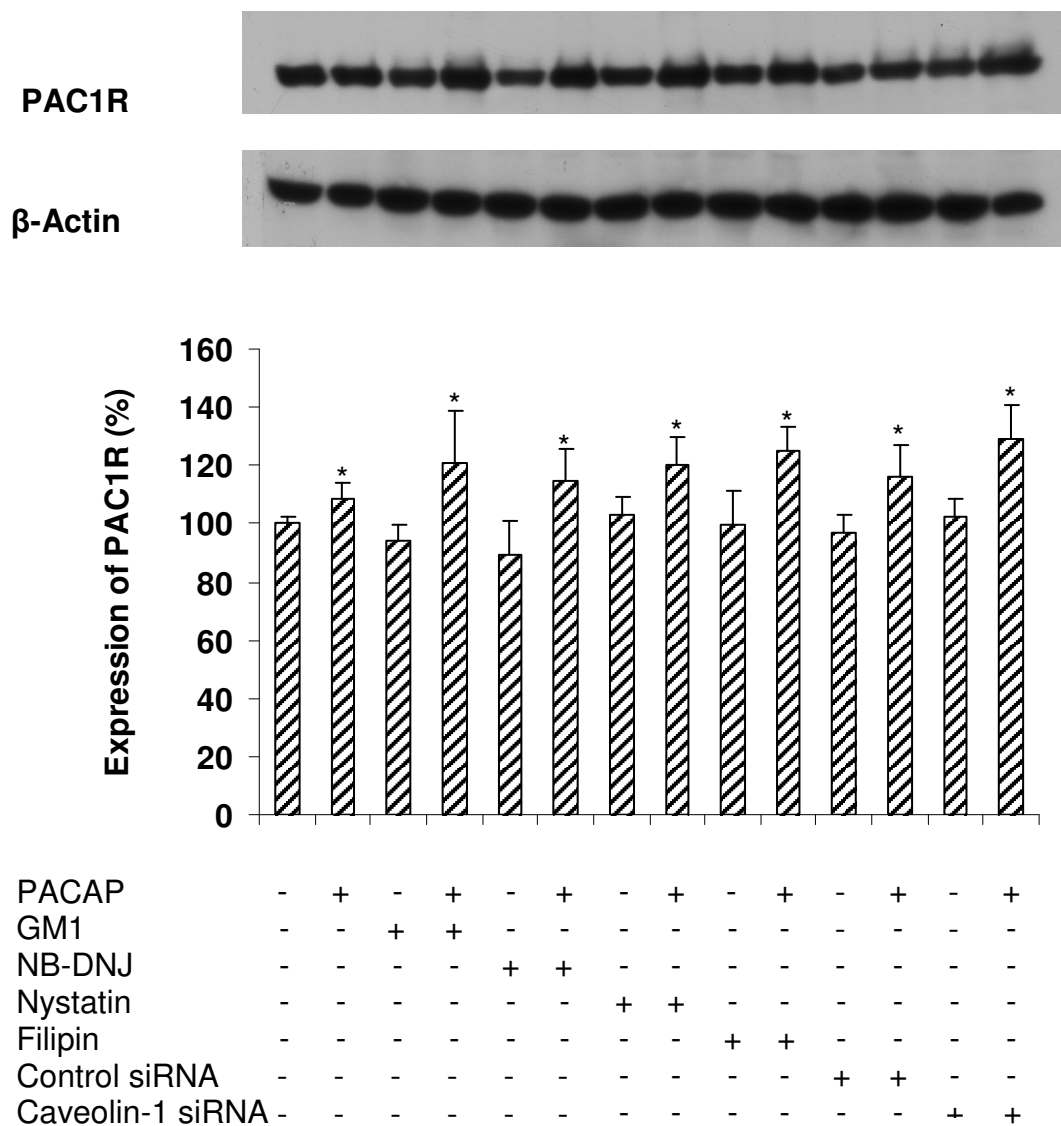 PAC1R
β-Actin
Expression of PAC1R (%)
160
140
120
100
80
60
40
20
0
* * * * * * *
PACAP - + - + - + - + - + - + - +
GM1 - - + + - - - - - - - - - -
NB-DNJ - - - - + + - - - - - - - -
Nystatin - - - - - - + + - - - - - -
Filipin - - - - - - - - + + - - - -
Control siRNA - - - - - - - - - - + + - -
Caveolin-1 siRNA - - - - - - - - - - - - + +